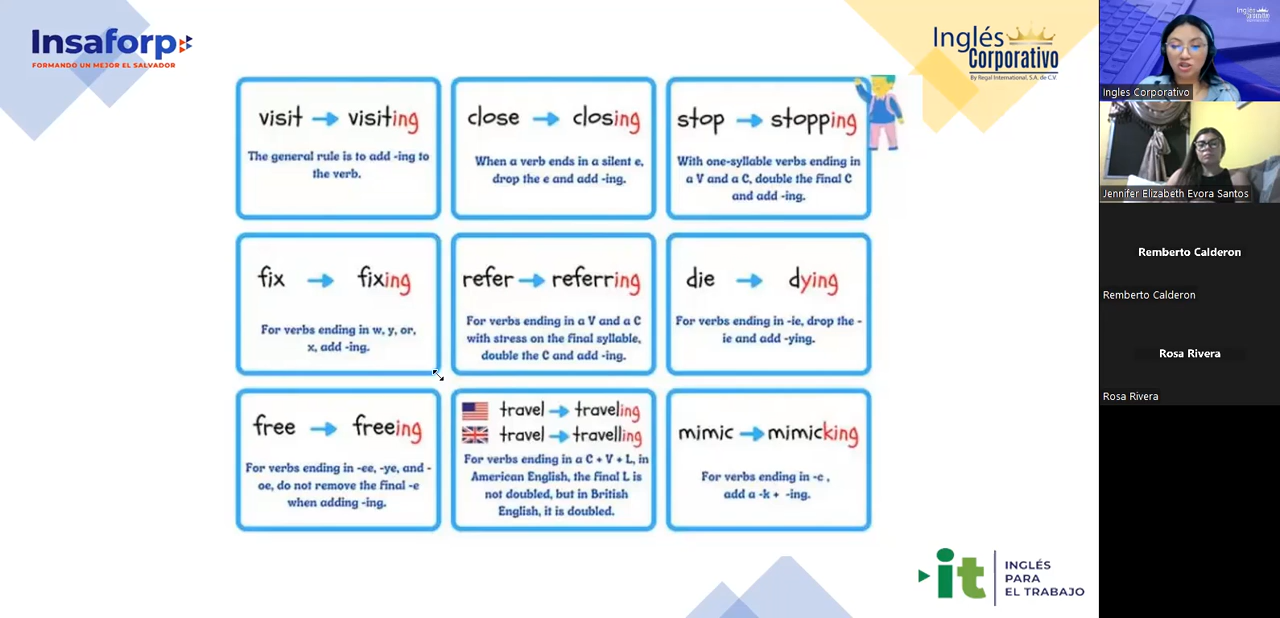 Insaforp
FORMANDO UN MEJOR EL SALVADOR
Inglés
Corporativo
By Regal International, S.A. de C.V.
visit visiting
The general rule is to add -ing to
the verb.
close closing
When a verb ends in a silent e,
drop the e and add -ing.
stop stopping
With one-syllable verbs ending in
a V and a C, double the final C
and add -ing.
fix fixing
For verbs ending in w, y, or,
x, add -ing.
refer referring
For verbs ending in a V and a C
with stress on the final syllable,
double the C and add -ing.
die dying
For verbs ending in -ie, drop the -
ie and add -ying.
free freeing
For verbs ending in -ee, -ye, and -
oe, do not remove the final -e
when adding -ing.
travel traveling
travel travelling
For verbs ending in a C + V + L, in
American English, the final L is
not doubled, but in British
English, it is doubled.
mimic mimicking
For verbs ending in -c ,
add a -k + -ing.
it
INGLÉS
PARA
EL TRABAJO
Ingles Corporativo
Jennifer Elizabeth Evora Santos
Remberto Calderon
Remberto Calderon
Rosa Rivera
Rosa Rivera